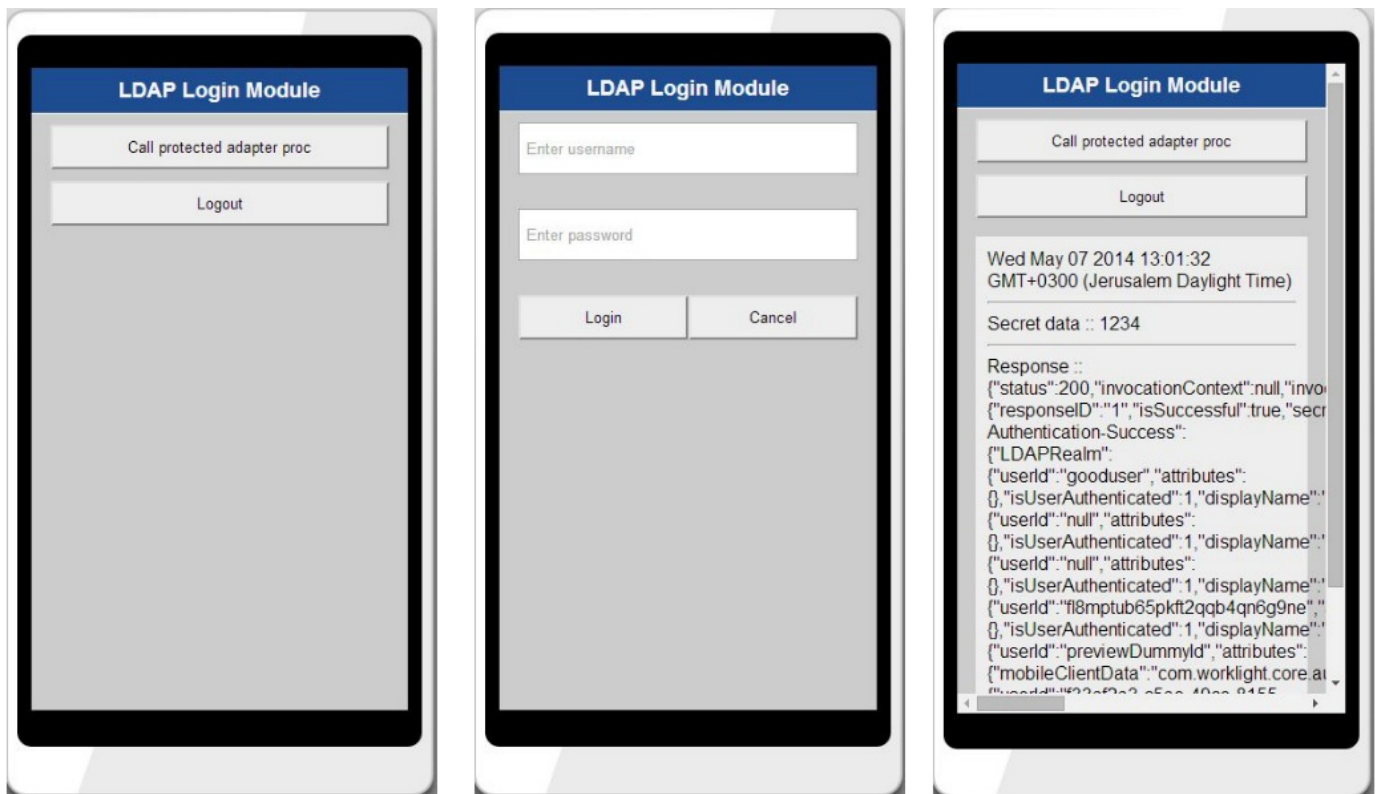 LDAP Login Module
Call protected adapter proc
Logout
LDAP Login Module
Enter username
Enter password
Login Cancel
LDAP Login Module
Call protected adapter proc
Logout
Wed May 07 2014 13:01:32
GMT+0300 (Jerusalem Daylight Time)
Secret data :: 1234
Response ::
{"status":200,"invocationContext":null,"invo
{"responseID":"1","isSuccessful":true,"secr
Authentication-Success":
{"LDAPRealm":
{"userId":"gooduser","attributes":
{},"isUserAuthenticated":1,"displayName":"
{"userId":"null","attributes":
{},"isUserAuthenticated":1,"displayName":"
{"userId":"null","attributes":
{},"isUserAuthenticated":1,"displayName":"
{"userId":"fl8mptub65pkft2qqb4qn6g9ne","
{},"isUserAuthenticated":1,"displayName":"
{"userId":"previewDummyId","attributes":
{"mobileClientData":"com.worklight.core.au